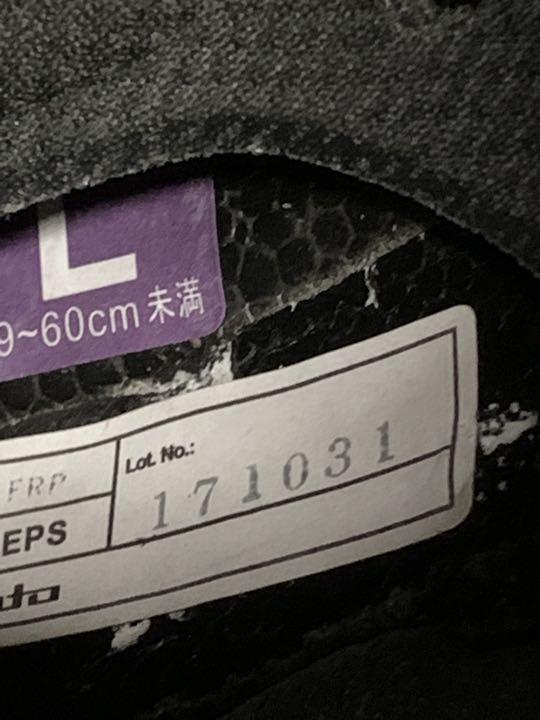 L
9~60cm 未満
Lot. No.:
FRP
171031
EPS